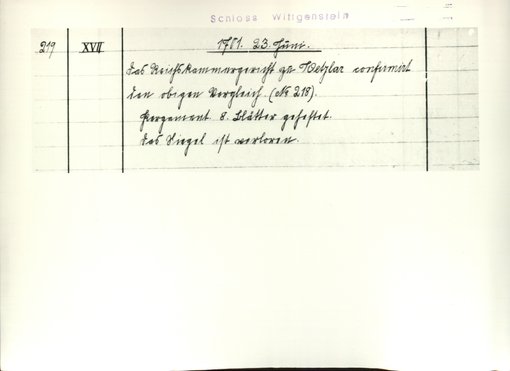 Schloss Wittgenstein
219 XVII 1701. 23. Juni.
Das Reichskammergericht zu Wetzlar confirmirt
den obigen Vergleich (No 218).
Pergament. 8. Blätter geheftet.
Das Siegel ist verloren.